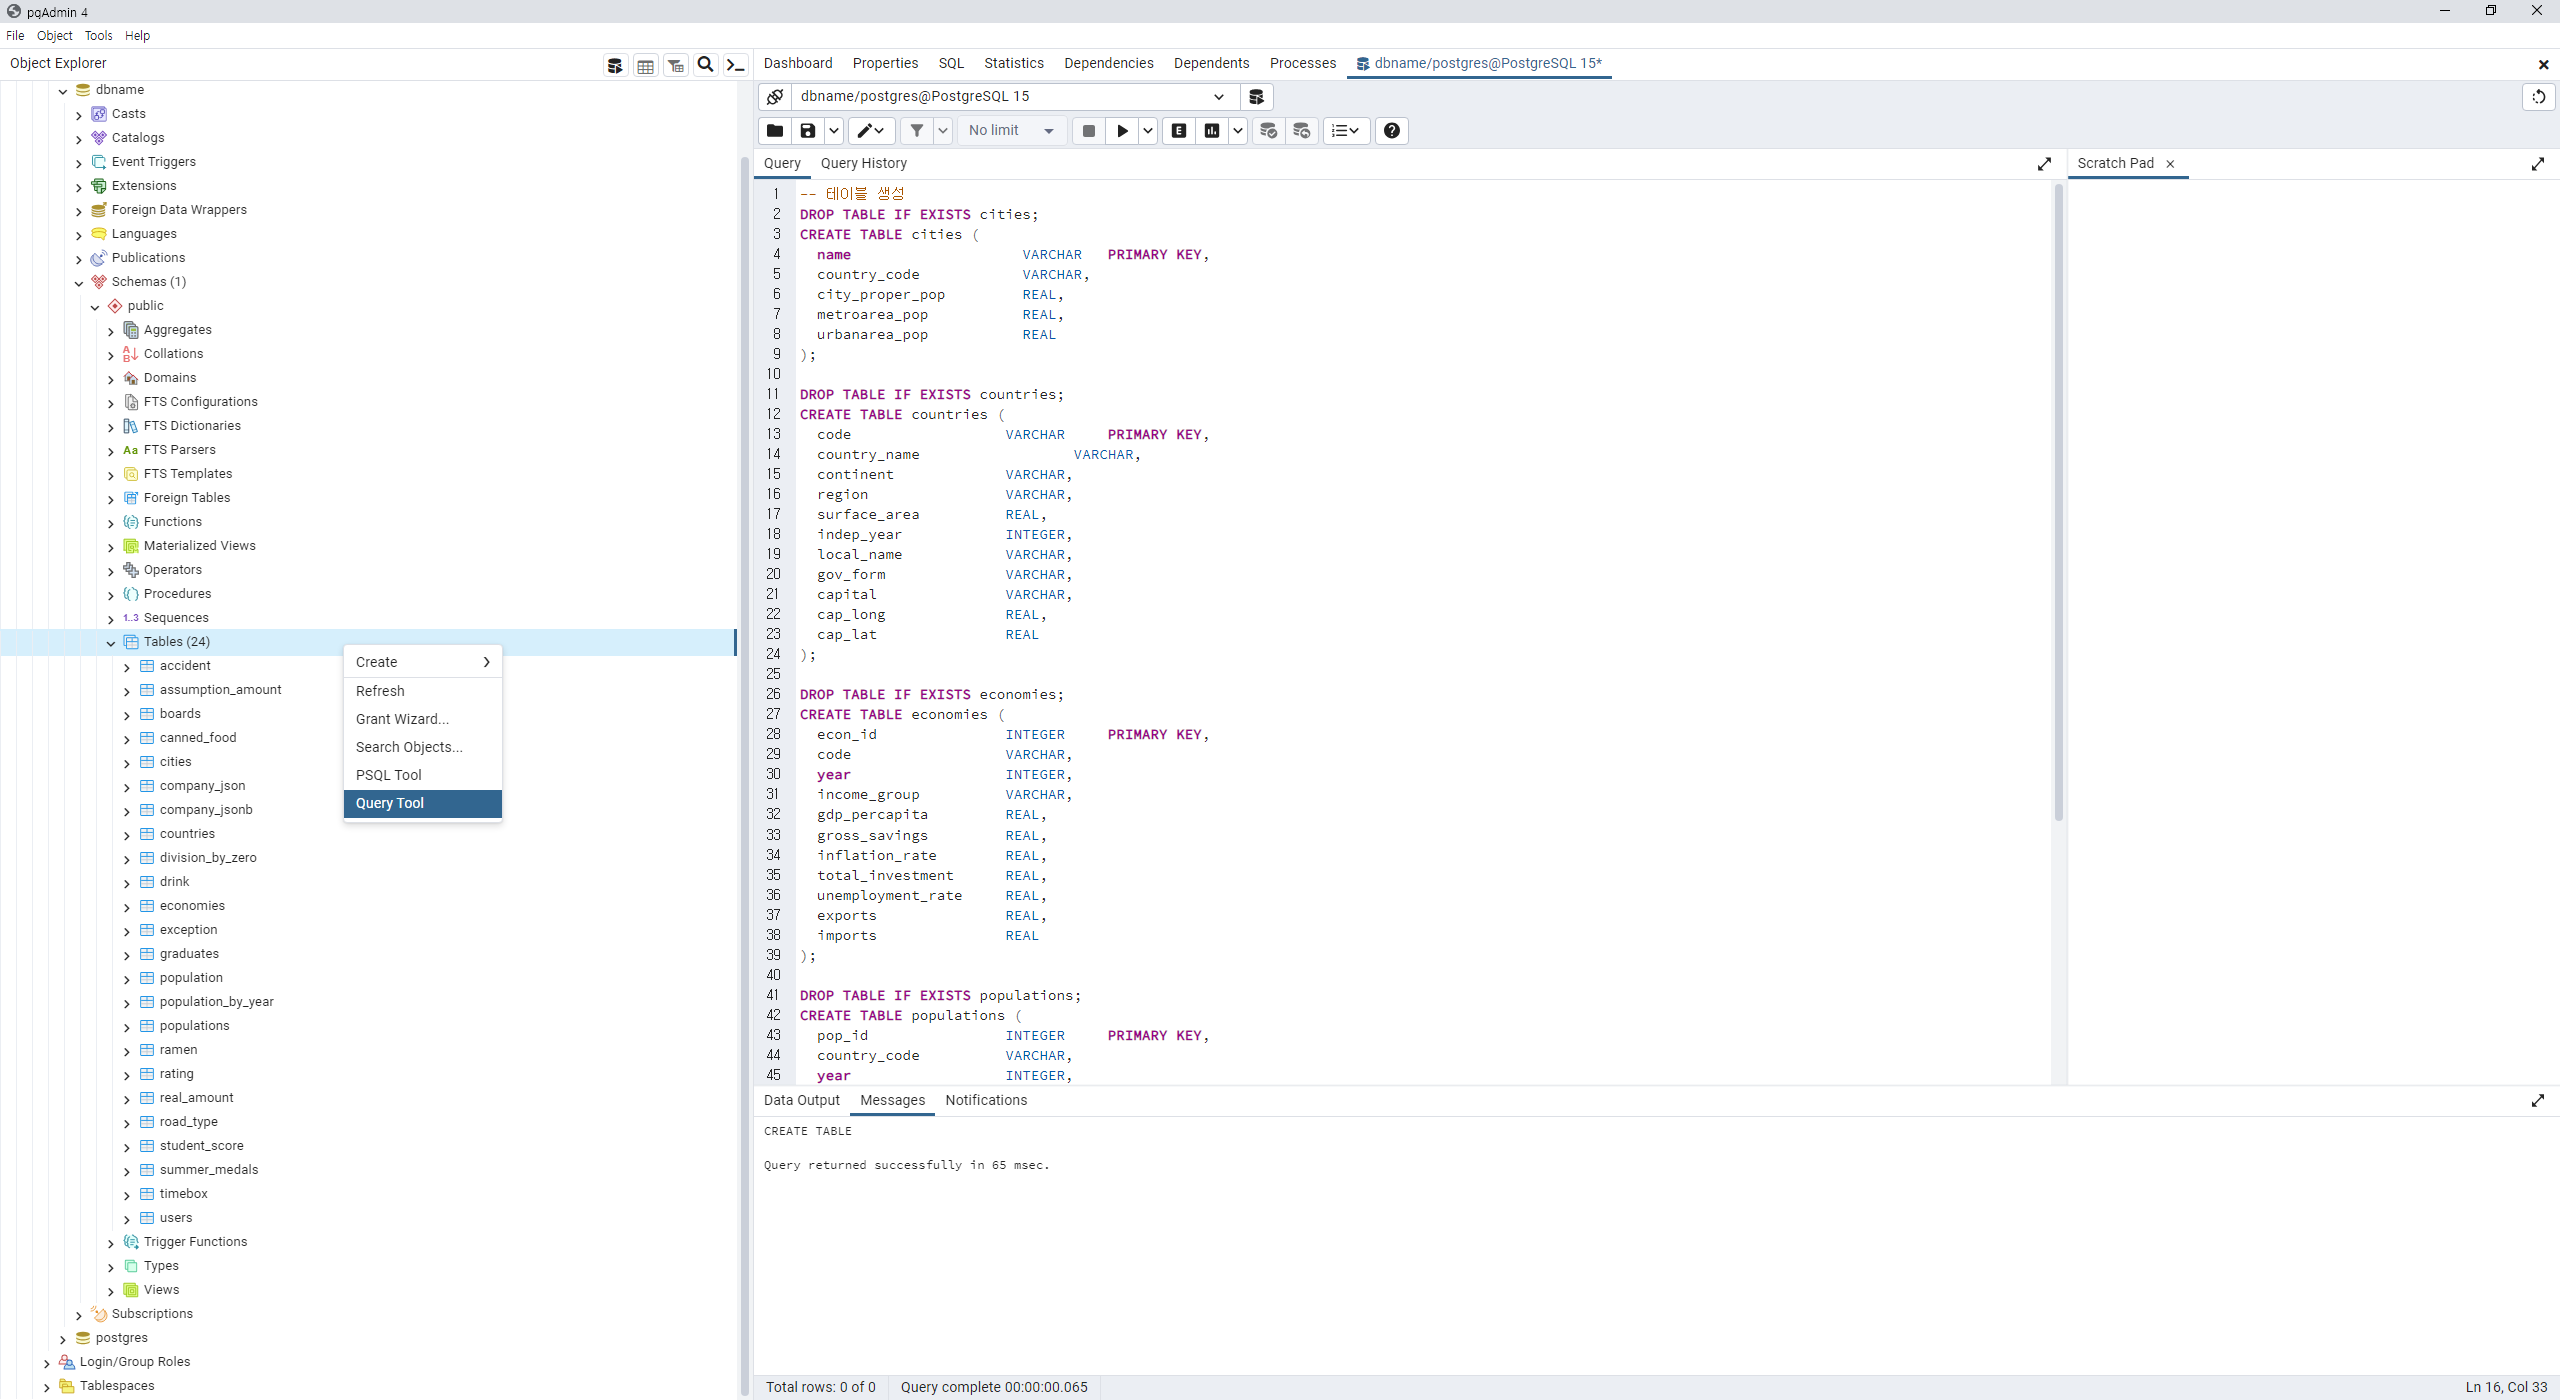 pgAdmin 4
File Object Tools Help
Object Explorer
dbname
Casts
Catalogs
Event Triggers
Extensions
Foreign Data Wrappers
Languages
Publications
Schemas (1)
public
Aggregates
Collations
Domains
FTS Configurations
FTS Dictionaries
Aa FTS Parsers
FTS Templates
Foreign Tables
Functions
Materialized Views
Operators
Procedures
1..3 Sequences
Tables (24)
accident
assumption_amount
boards
canned_food
cities
company_json
company_jsonb
countries
division_by_zero
drink
economies
exception
graduates
population
population_by_year
populations
ramen
rating
real_amount
road_type
student_score
summer_medals
timebox
users
Trigger Functions
Types
Views
Subscriptions
postgres
Login/Group Roles
Tablespaces
Create
Refresh
Grant Wizard...
Search Objects...
PSQL Tool
Query Tool
Dashboard Properties SQL Statistics Dependencies Dependents Processes dbname/postgres@PostgreSQL 15*
dbname/postgres@PostgreSQL 15
No limit
Query Query History
Scratch Pad
1 -- 테이블 생성
2 DROP TABLE IF EXISTS cities;
3 CREATE TABLE cities (
4 name VARCHAR PRIMARY KEY,
5 country_code VARCHAR,
6 city_proper_pop REAL,
7 metroarea_pop REAL,
8 urbanarea_pop REAL
9 );
10
11 DROP TABLE IF EXISTS countries;
12 CREATE TABLE countries (
13 code VARCHAR PRIMARY KEY,
14 country_name VARCHAR,
15 continent VARCHAR,
16 region VARCHAR,
17 surface_area REAL,
18 indep_year INTEGER,
19 local_name VARCHAR,
20 gov_form VARCHAR,
21 capital VARCHAR,
22 cap_long REAL,
23 cap_lat REAL
24 );
25
26 DROP TABLE IF EXISTS economies;
27 CREATE TABLE economies (
28 econ_id INTEGER PRIMARY KEY,
29 code VARCHAR,
30 year INTEGER,
31 income_group VARCHAR,
32 gdp_percapita REAL,
33 gross_savings REAL,
34 inflation_rate REAL,
35 total_investment REAL,
36 unemployment_rate REAL,
37 exports REAL,
38 imports REAL
39 );
40
41 DROP TABLE IF EXISTS populations;
42 CREATE TABLE populations (
43 pop_id INTEGER PRIMARY KEY,
44 country_code VARCHAR,
45 year INTEGER,
Data Output Messages Notifications
CREATE TABLE
Query returned successfully in 65 msec.
Total rows: 0 of 0 Query complete 00:00:00.065 Ln 16, Col 33